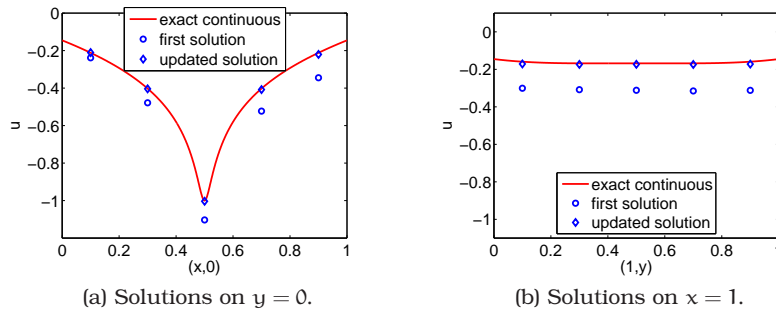 exact continuous
first solution
updated solution
0
−0.2
−0.4
−0.6
−0.8
−1
u
0 0.2 0.4 0.6 0.8 1
(x,0)
(a) Solutions on y = 0.
0
−0.2
−0.4
−0.6
−0.8
−1
u
exact continuous
first solution
updated solution
0 0.2 0.4 0.6 0.8 1
(1,y)
(b) Solutions on x = 1.